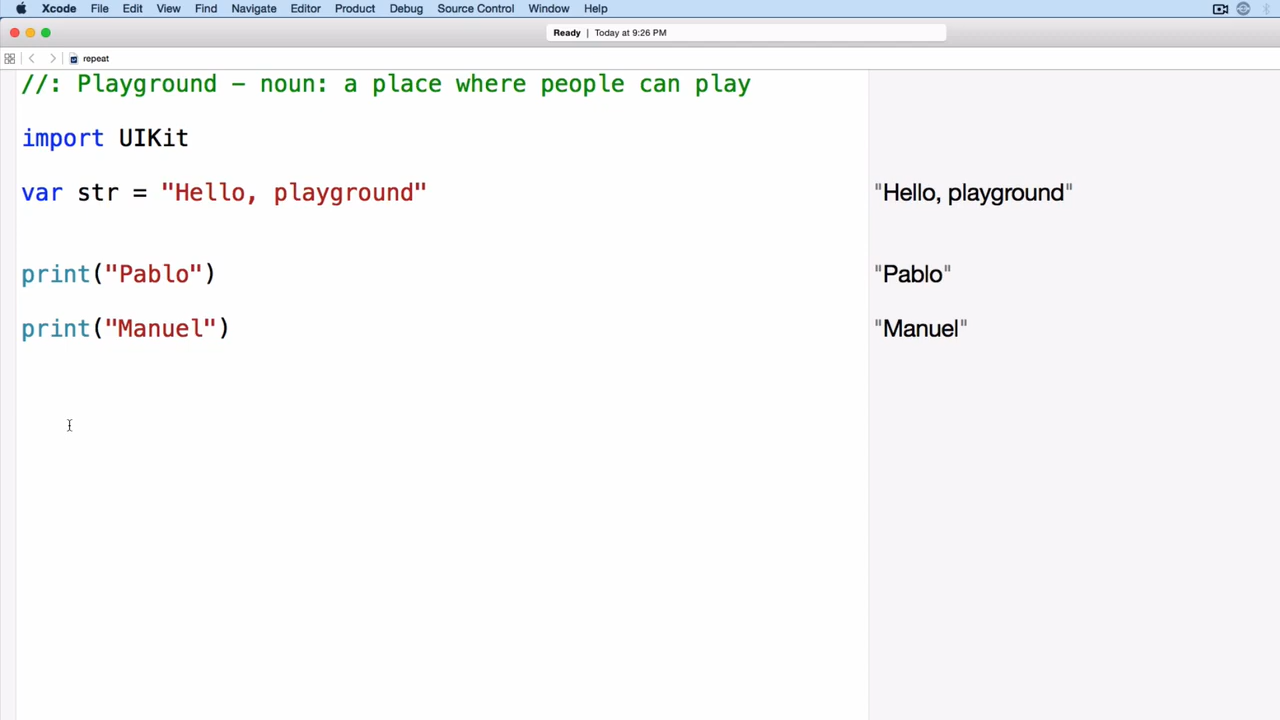 Xcode File Edit View Find Navigate Editor Product Debug Source Control Window Help
Ready | Today at 9:26 PM
repeat
//: Playground - noun: a place where people can play
import UIKit
var str = "Hello, playground"
"Hello, playground"
print("Pablo")
"Pablo"
print("Manuel")
"Manuel"